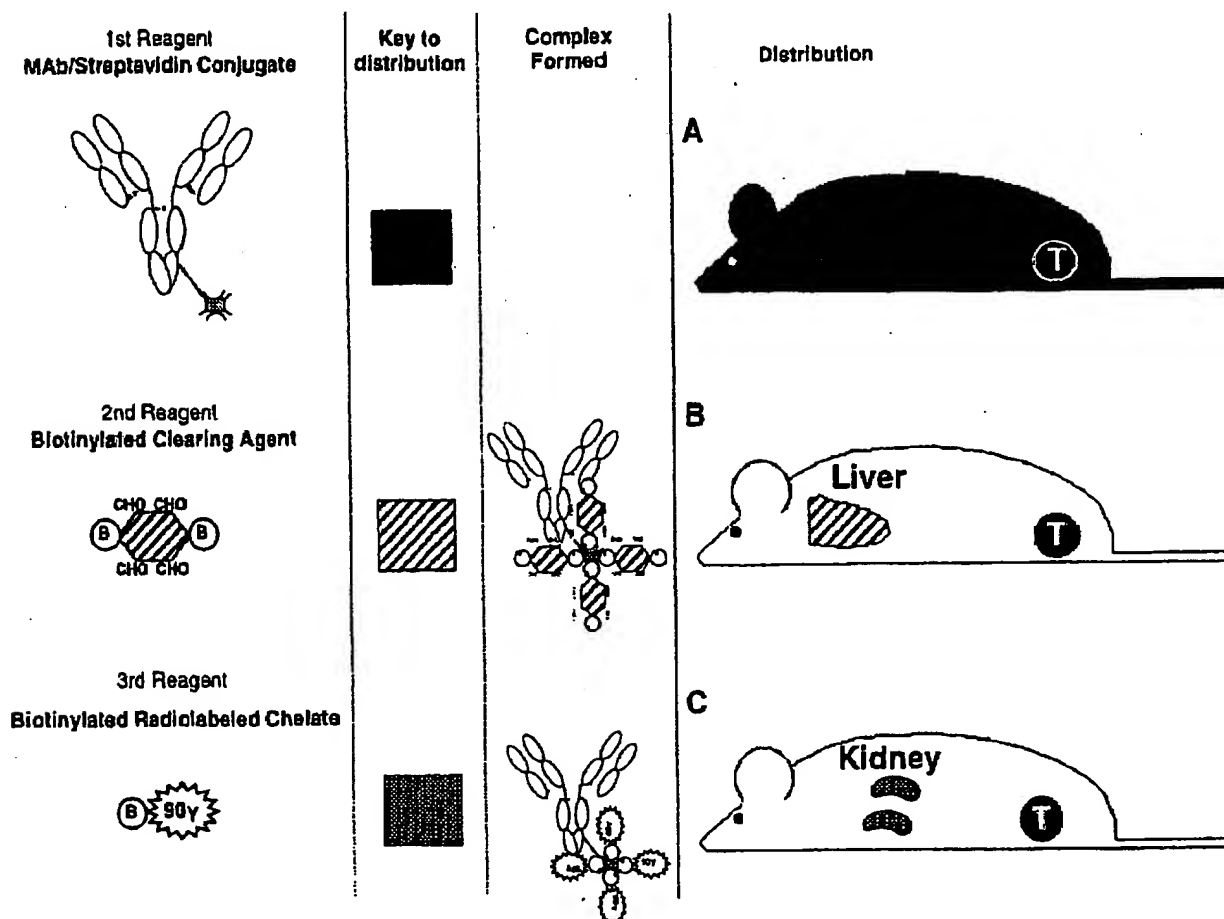 1st Reagent
MAb/Streptavidin Conjugate
Key to
distribution
Complex
Formed
Distribution
A
T
2nd Reagent
Biotinylated Clearing Agent
CHO CHO
B
B
CHO CHO
B
Liver
T
3rd Reagent
Biotinylated Radiolabeled Chelate
B
90Y
C
Kidney
T